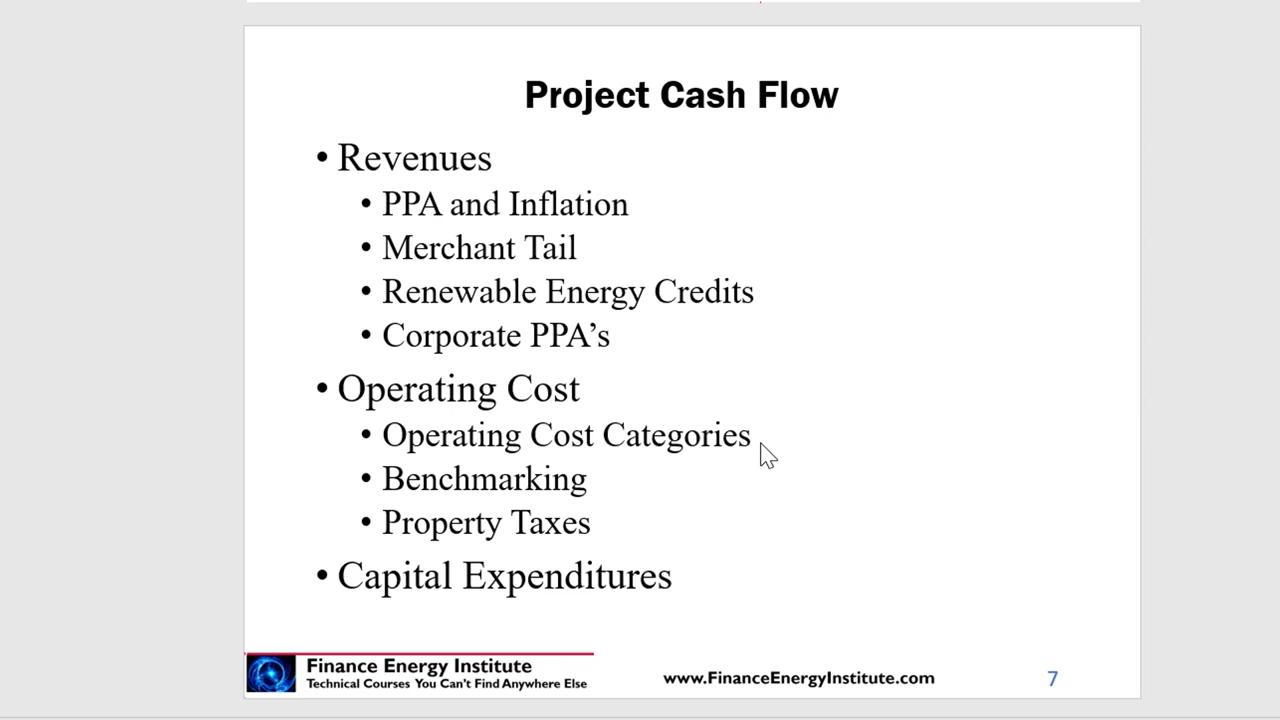 Project Cash Flow
• Revenues
• PPA and Inflation
• Merchant Tail
• Renewable Energy Credits
• Corporate PPA’s
• Operating Cost
• Operating Cost Categories
• Benchmarking
• Property Taxes
• Capital Expenditures
Finance Energy Institute
Technical Courses You Can’t Find Anywhere Else
www.FinanceEnergyInstitute.com
7